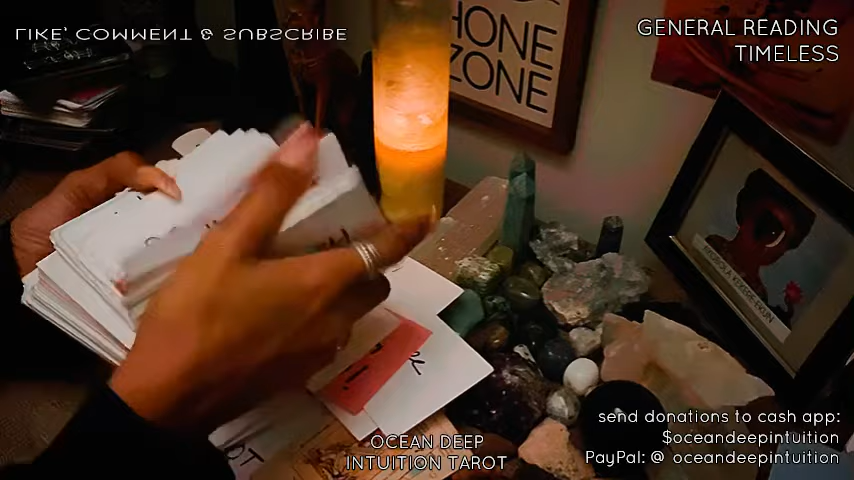 LIKE, COMMENT & SUBSCRIBE
GENERAL READING
TIMELESS
HONE
ZONE
OCEAN DEEP
INTUITION TAROT
send donations to cash app:
$oceandeepintuition
PayPal: @ oceandeepintuition